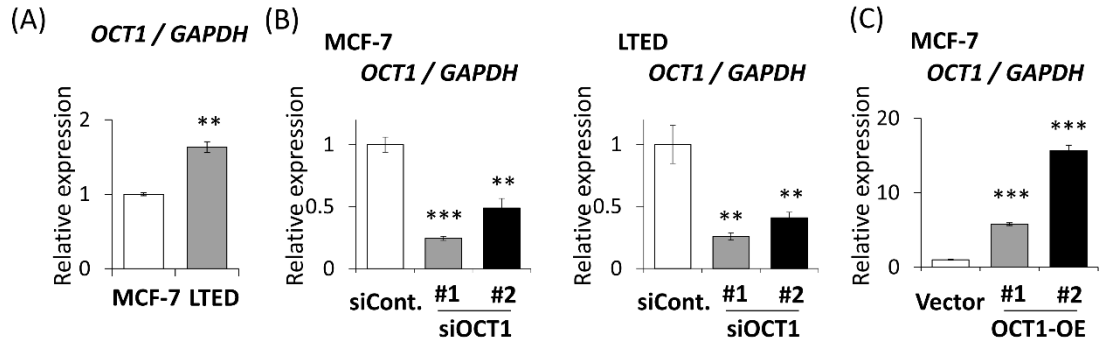 (A)
OCT1 / GAPDH
Relative expression
2
1
0
**
MCF-7 LTED
(B)
MCF-7
OCT1 / GAPDH
Relative expression
1
0.5
0
***
**
siCont. #1 #2
siOCT1
LTED
OCT1 / GAPDH
Relative expression
1
0.5
0
**
**
siCont. #1 #2
siOCT1
(C)
MCF-7
OCT1 / GAPDH
Relative expression
20
10
0
***
***
Vector #1 #2
OCT1-OE